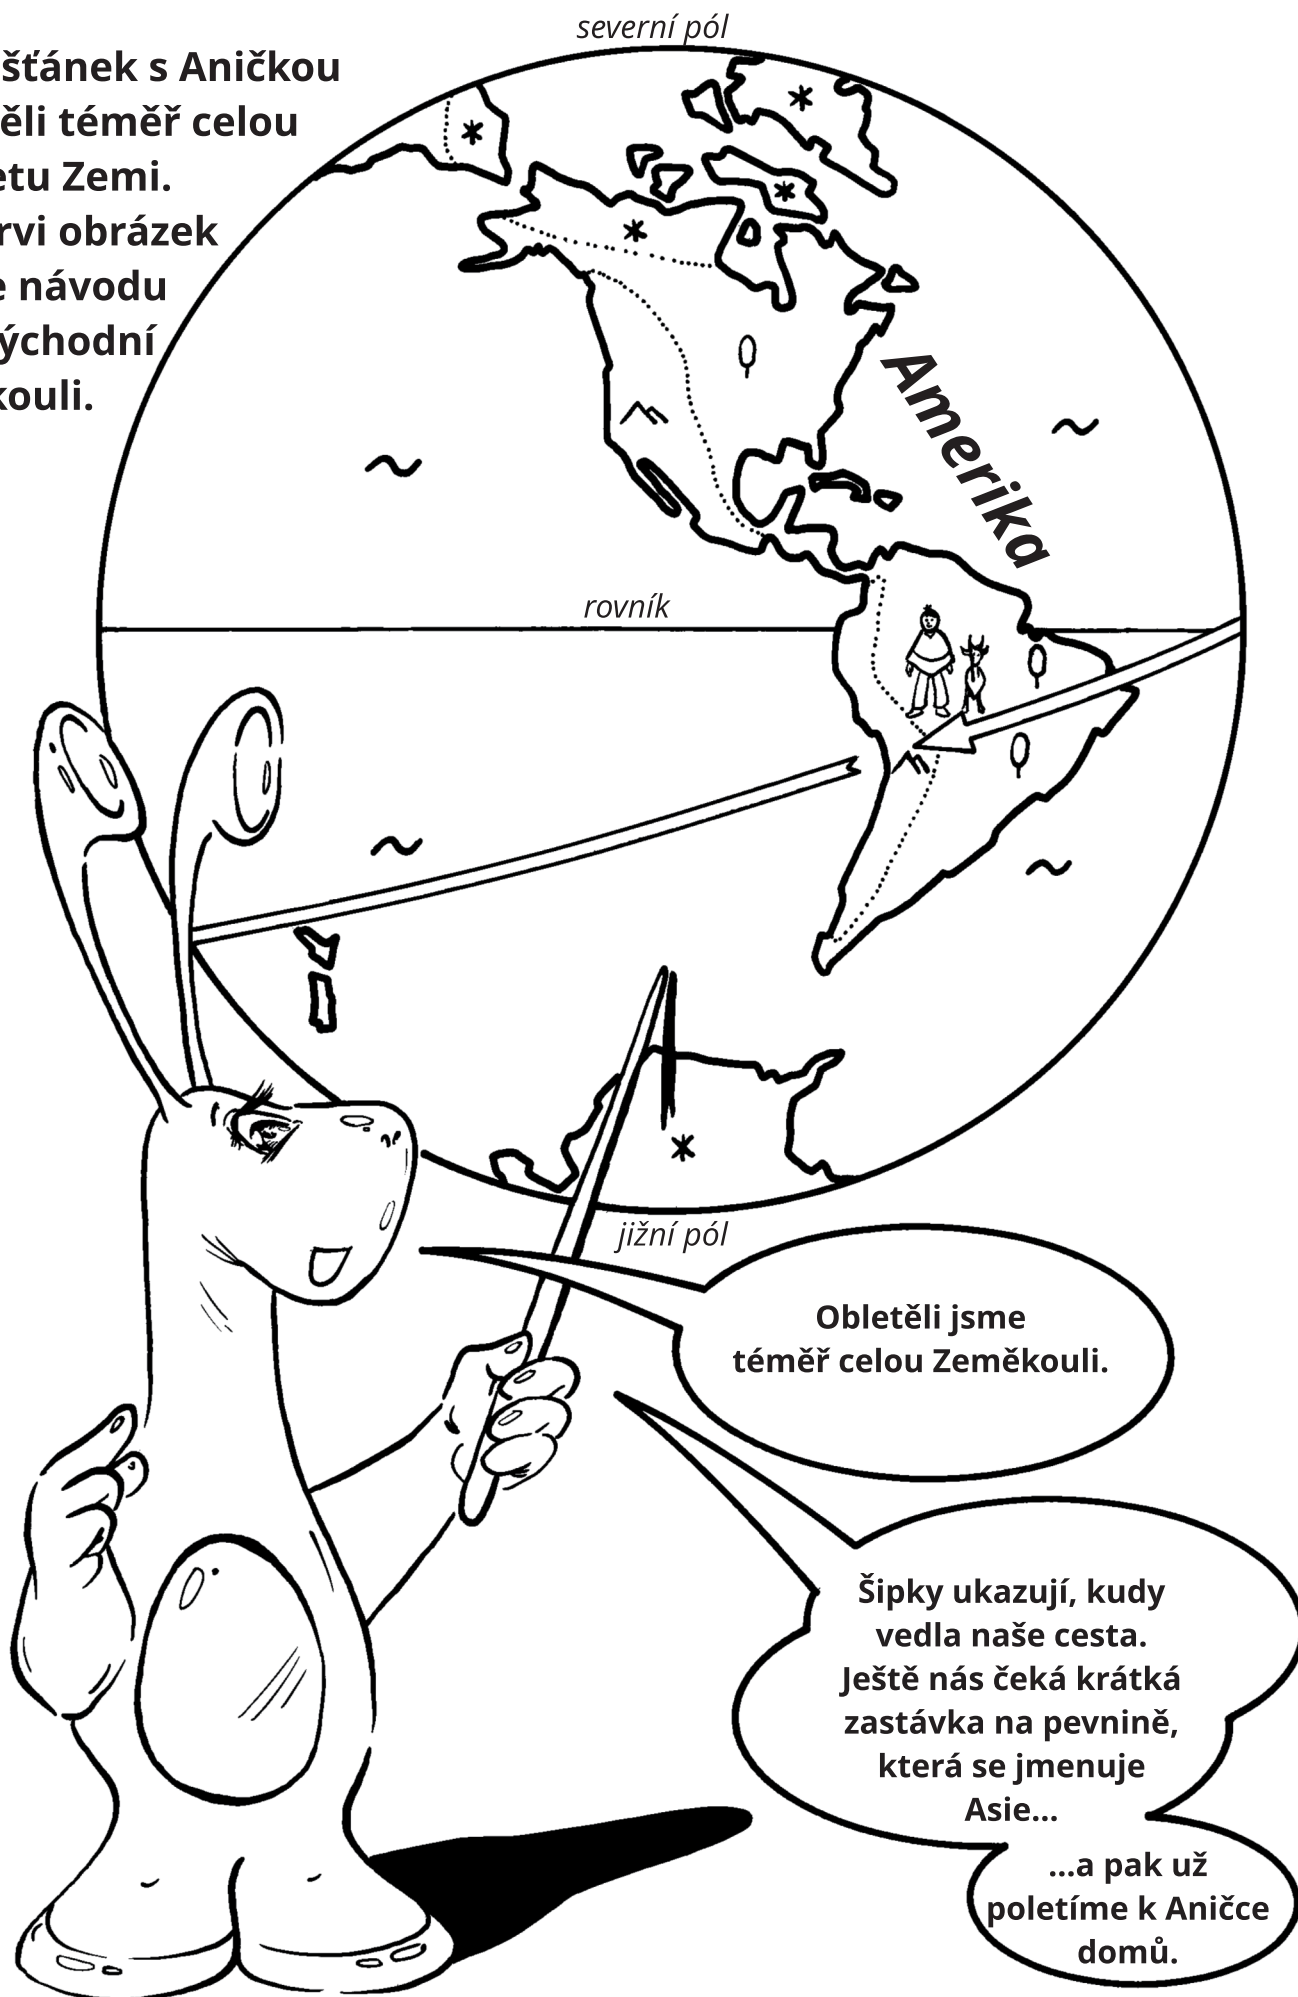 severní pól
šťánek s Aničkou
ěli téměř celou
etu Zemi.
rvi obrázek
e návodu
ýchodní
kouli.
Amerika
rovník
jižní pól
Obletěli jsme
téměř celou Zeměkouli.
Šipky ukazují, kudy
vedla naše cesta.
Ještě nás čeká krátká
zastávka na pevnině,
která se jmenuje
Asie...
...a pak už
poletíme k Aničce
domů.